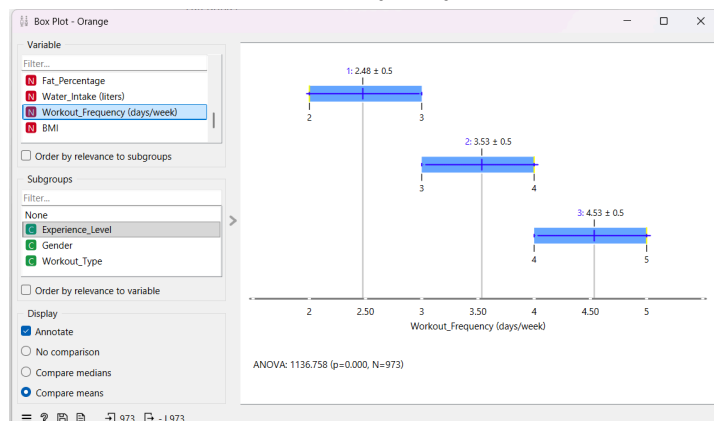 Box Plot - Orange
Variable
Filter...
N Fat_Percentage
N Water_Intake (liters)
N Workout_Frequency (days/week)
N BMI
Order by relevance to subgroups
Subgroups
Filter...
None
C Experience_Level
C Gender
C Workout_Type
Order by relevance to variable
Display
Annotate
No comparison
Compare medians
Compare means
973
- | 973
1: 2.48 ± 0.5
2 3
2: 3.53 ± 0.5
3 4
3: 4.53 ± 0.5
4 5
2 2.50 3 3.50 4 4.50 5
Workout_Frequency (days/week)
ANOVA: 1136.758 (p=0.000, N=973)